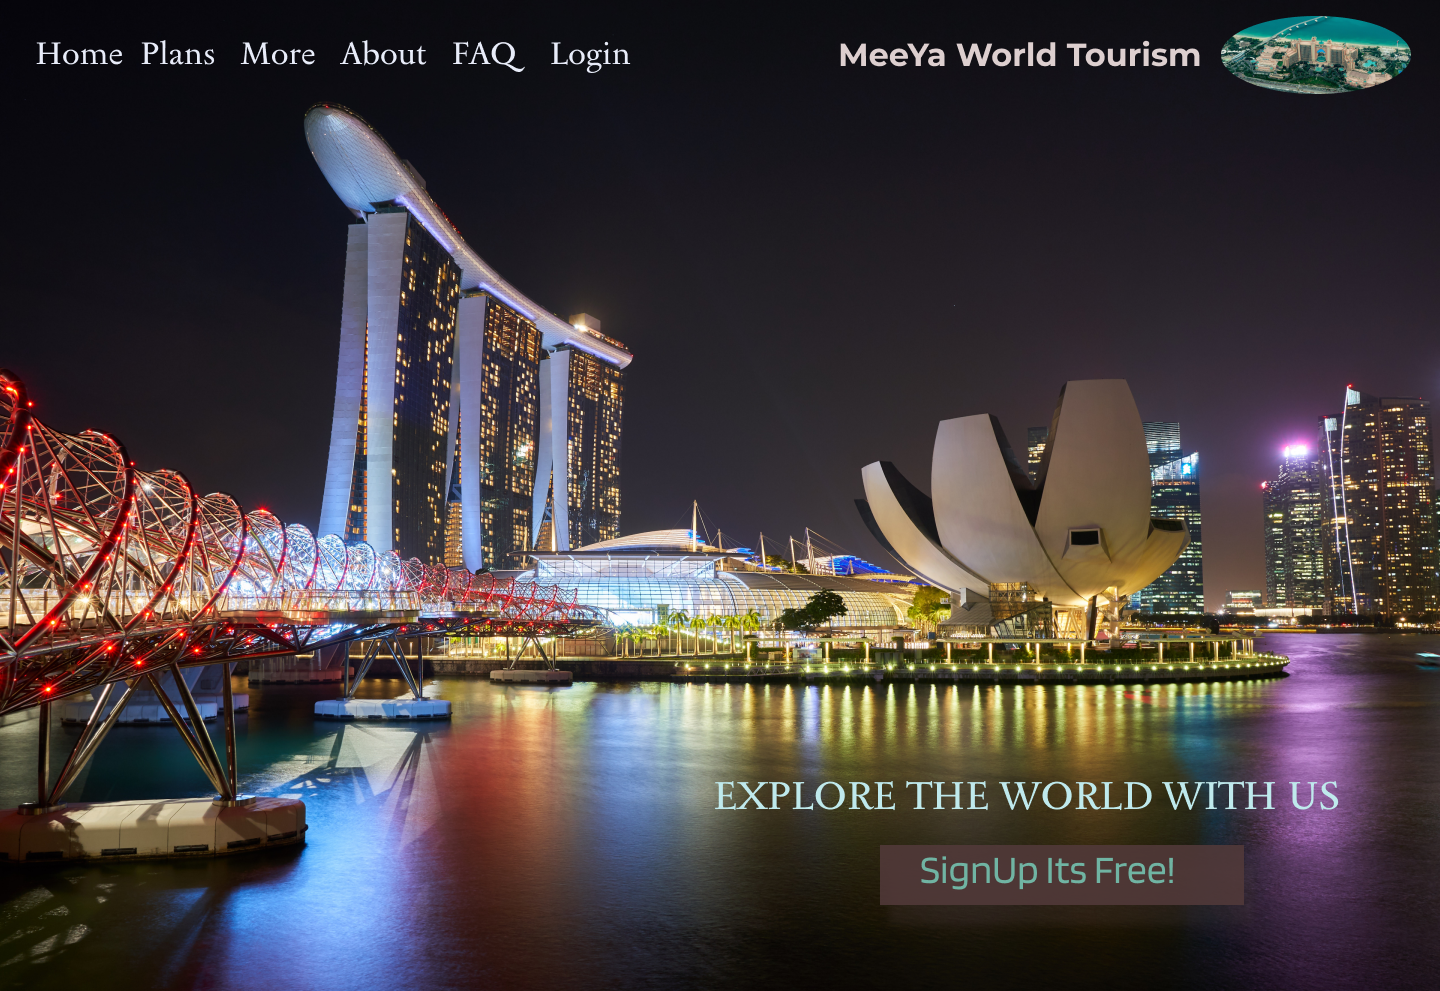 Home Plans More About FAQ Login
MeeYa World Tourism
EXPLORE THE WORLD WITH US
SignUp Its Free!